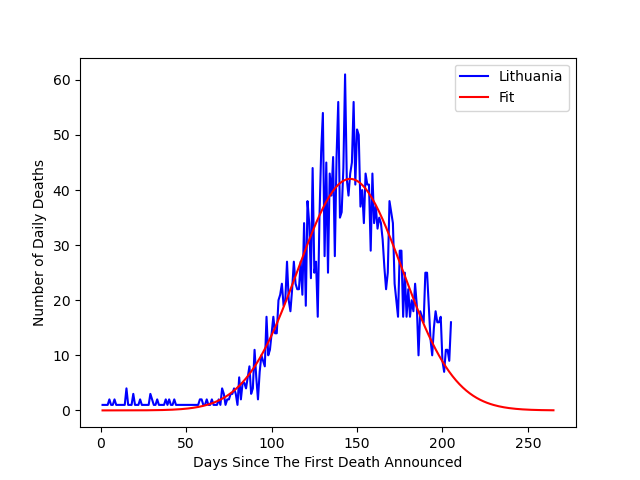 Lithuania
Fit
Number of Daily Deaths
60
50
40
30
20
10
0
0 50 100 150 200 250
Days Since The First Death Announced